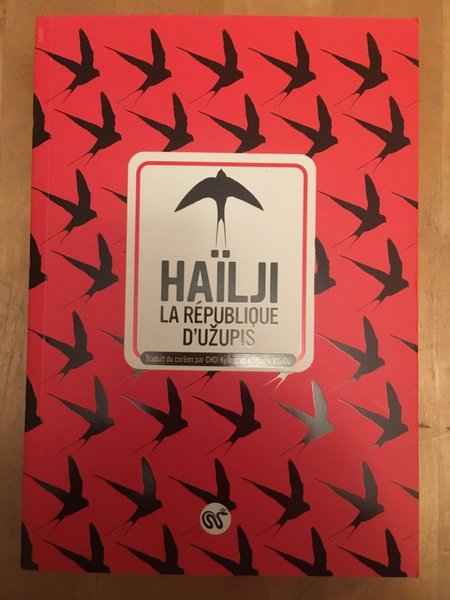 HAÏLJI
LA RÉPUBLIQUE
D'UŽUPIS
Traduit du coréen par CHOI Kyungran et Pierre BISIOU